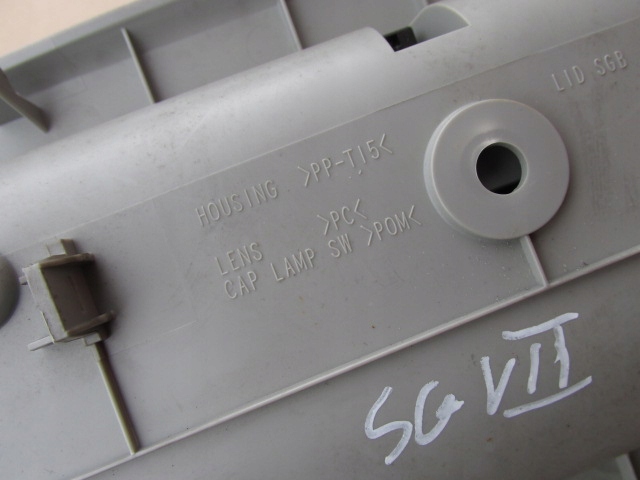 LID SGB
HOUSING >PP-T15<
LENS >PC<
CAP LAMP SW >POM<
SG VII